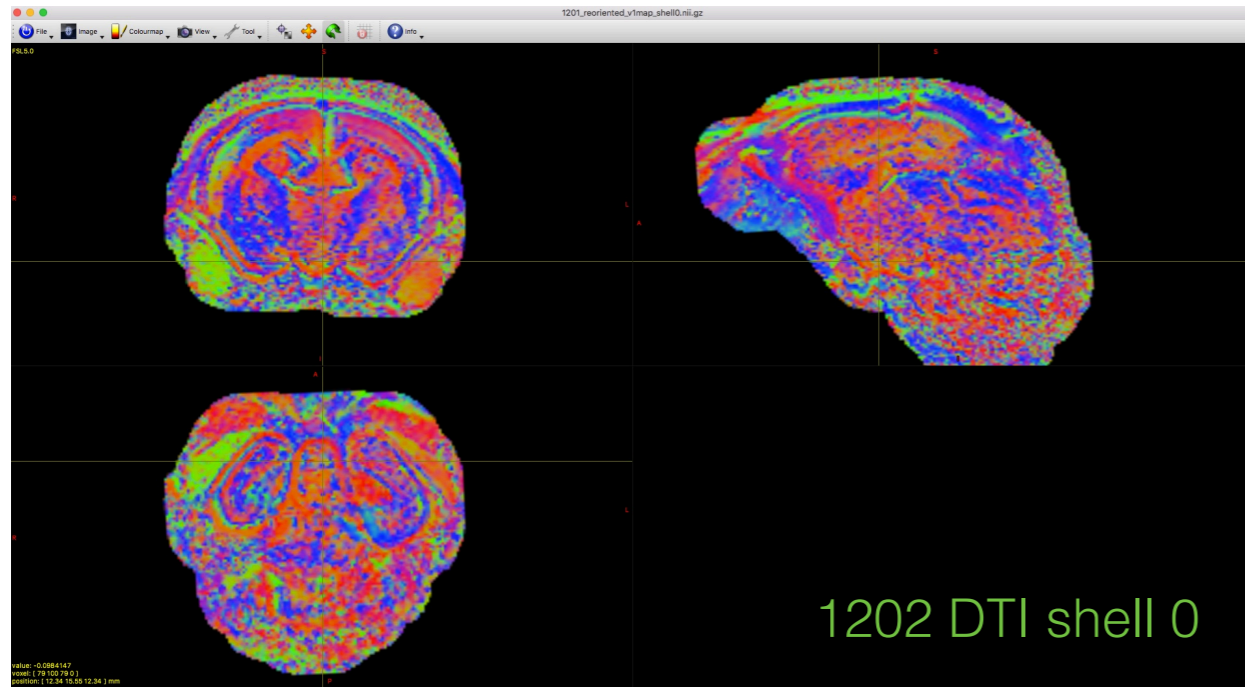 1201_reoriented_v1map_shell0.nii.gz
File Image Colourmap View Tool Info
FSL5.0
S
S
R
L
A
I
A
R
L
P
value: -0.0984147
voxel: [ 79 100 79 0 ]
position: [ 12.34 15.55 12.34 ] mm
1202 DTI shell 0